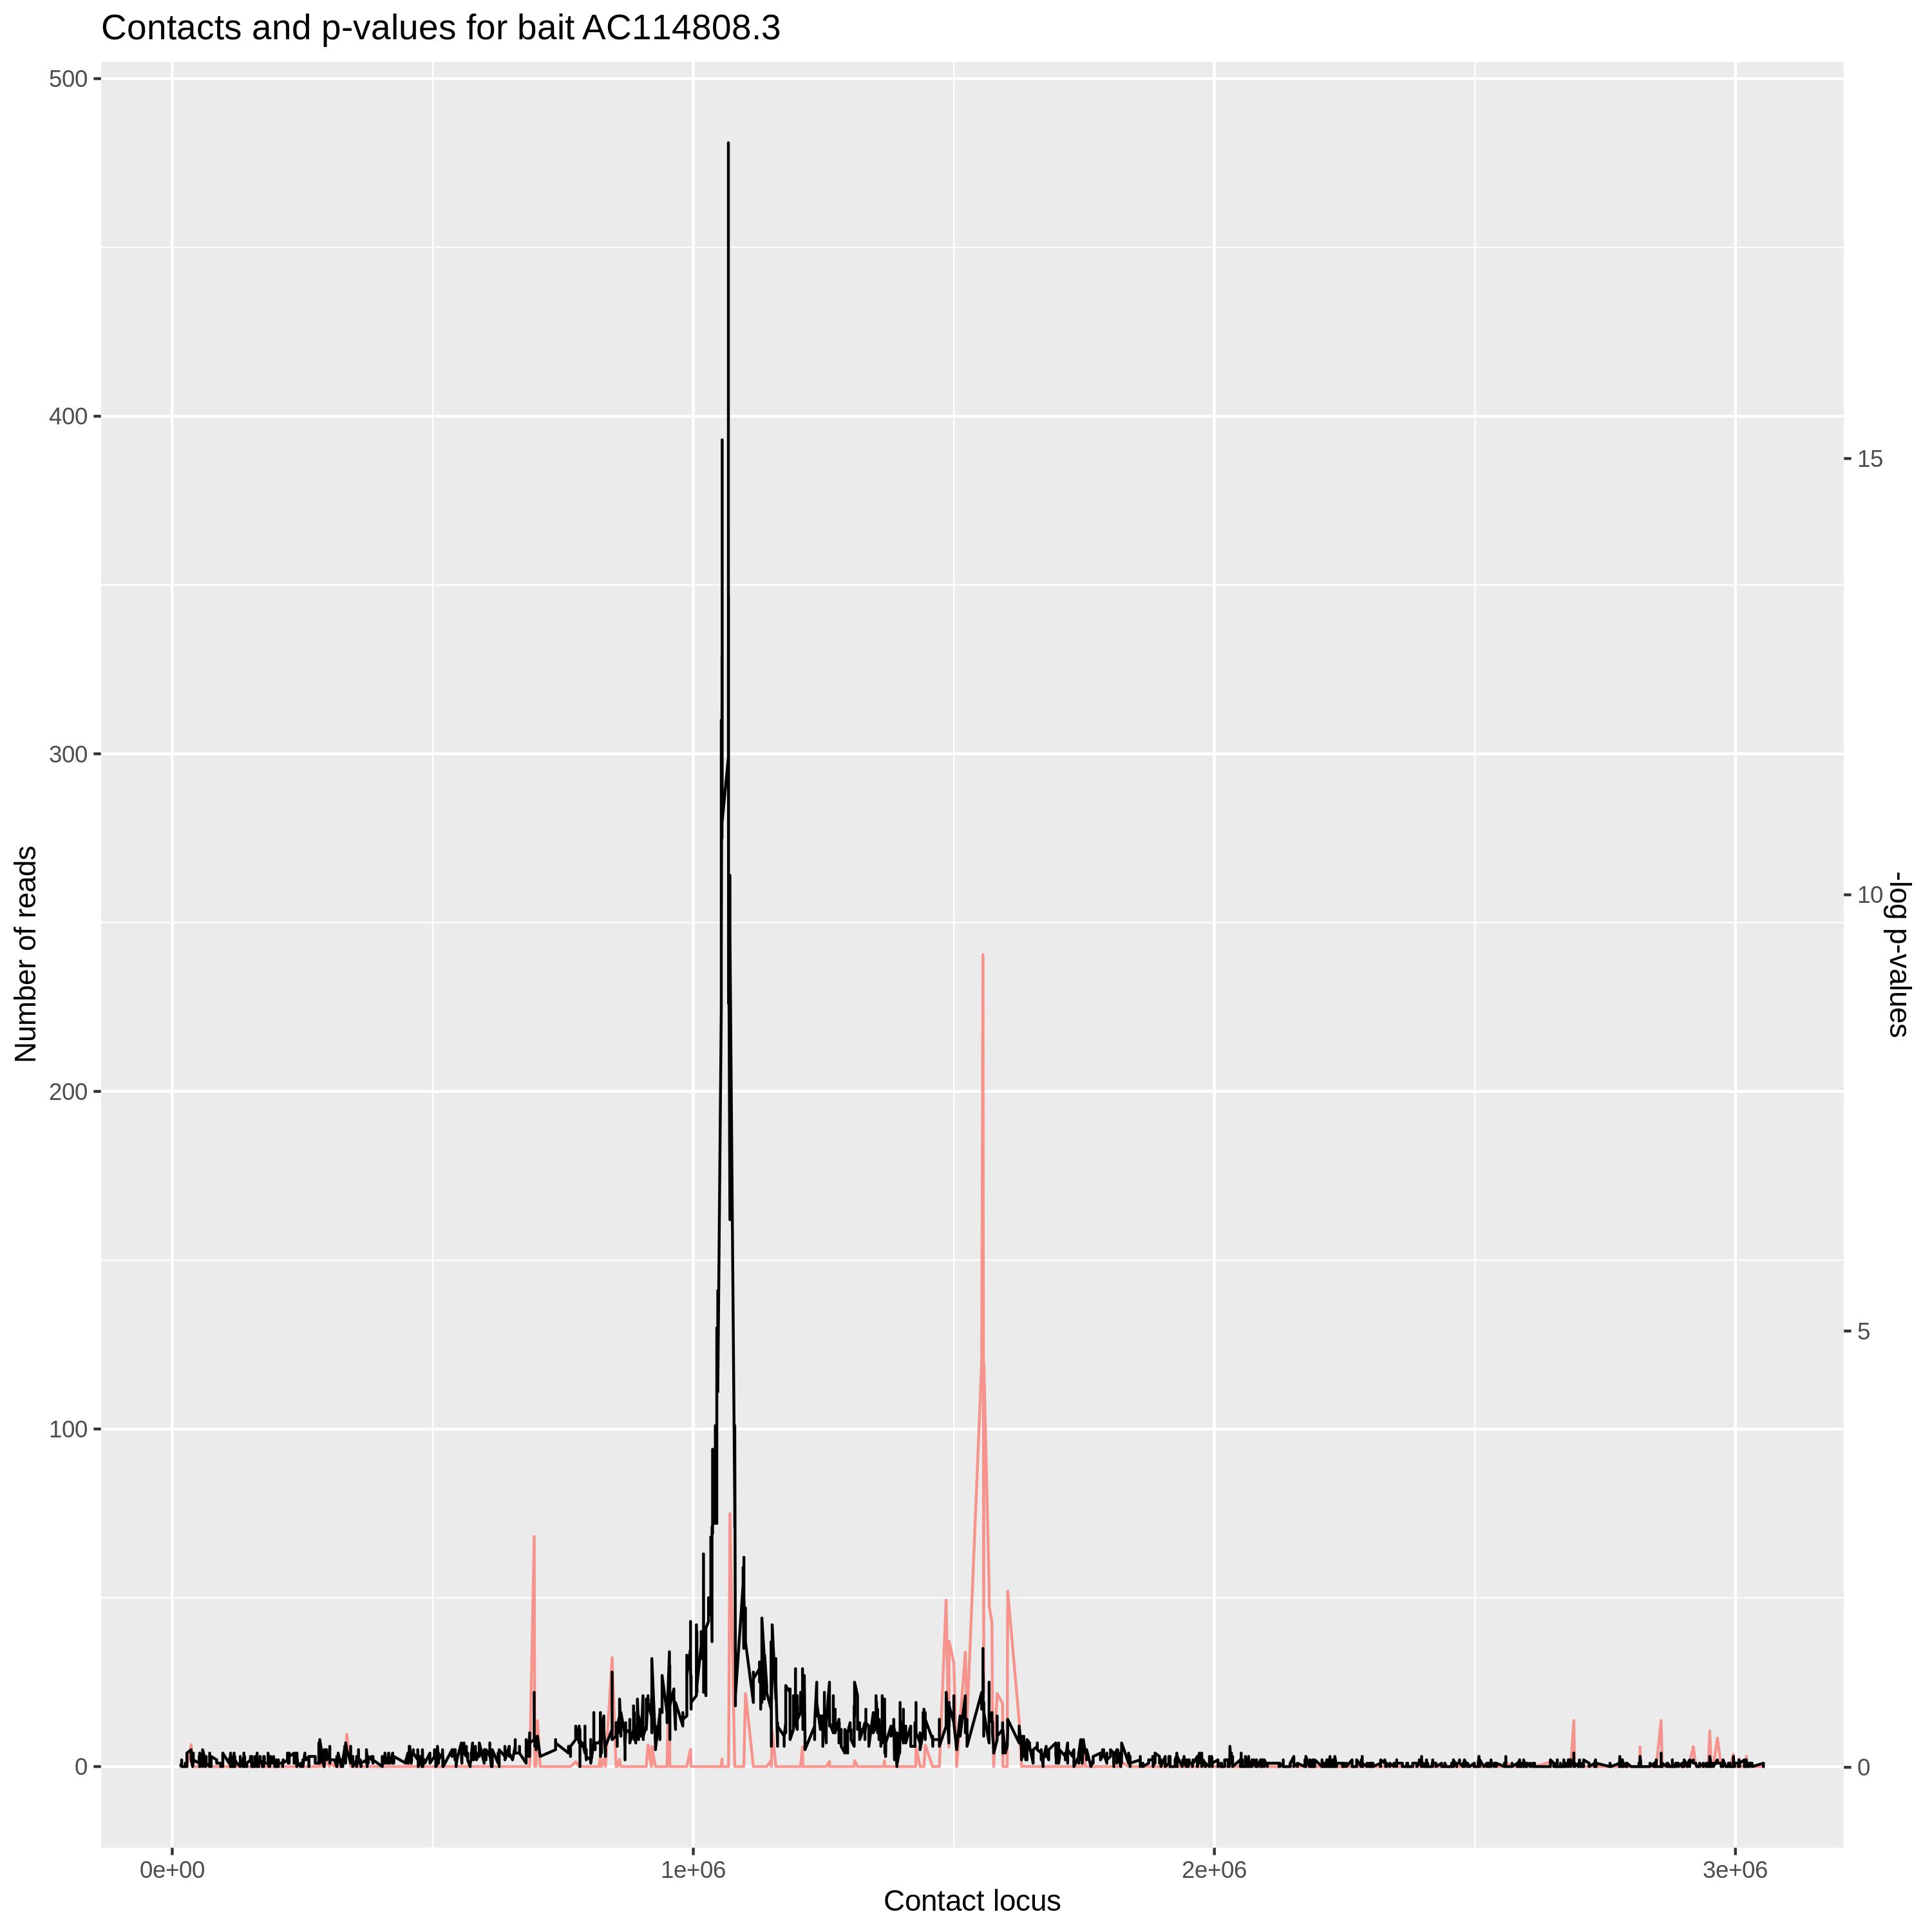 Contacts and p-values for bait AC114808.3
500
400
300
200
100
0
Number of reads
15
10
5
0
-log p-values
0e+00 1e+06 2e+06 3e+06
Contact locus